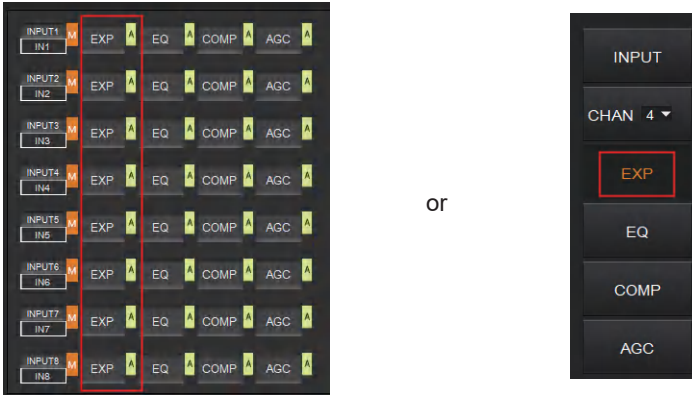 INPUT1 M EXP A EQ A COMP A AGC A
IN1
INPUT2 M EXP A EQ A COMP A AGC A
IN2
INPUT3 M EXP A EQ A COMP A AGC A
IN3
INPUT4 M EXP A EQ A COMP A AGC A
IN4
INPUT5 M EXP A EQ A COMP A AGC A
IN5
INPUT6 M EXP A EQ A COMP A AGC A
IN6
INPUT7 M EXP A EQ A COMP A AGC A
IN7
INPUT8 M EXP A EQ A COMP A AGC A
IN8
or
INPUT
CHAN 4
EXP
EQ
COMP
AGC